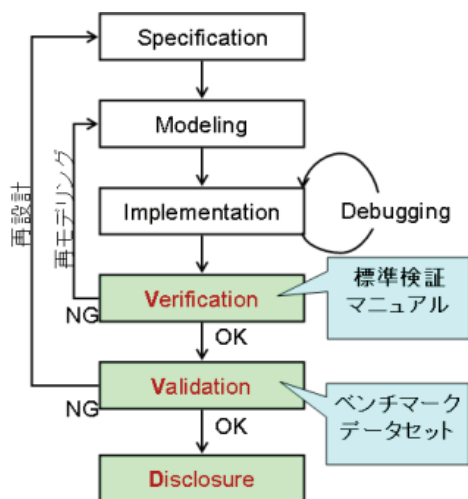 Specification
Modeling
Implementation
Debugging
再設計
再モデリング
Verification
標準検証
マニュアル
NG
OK
Validation
ベンチマーク
データセット
NG
OK
Disclosure